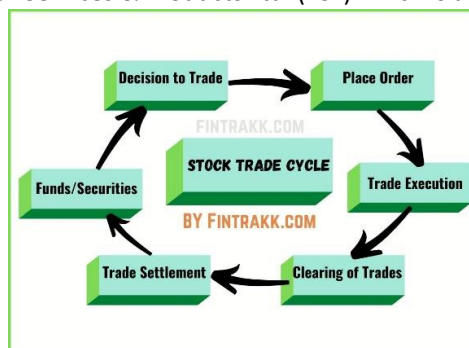 Decision to Trade
Place Order
FINTRAKK.COM
STOCK TRADE CYCLE
Funds/Securities
Trade Execution
BY FINTRAKK.COM
Trade Settlement
Clearing of Trades